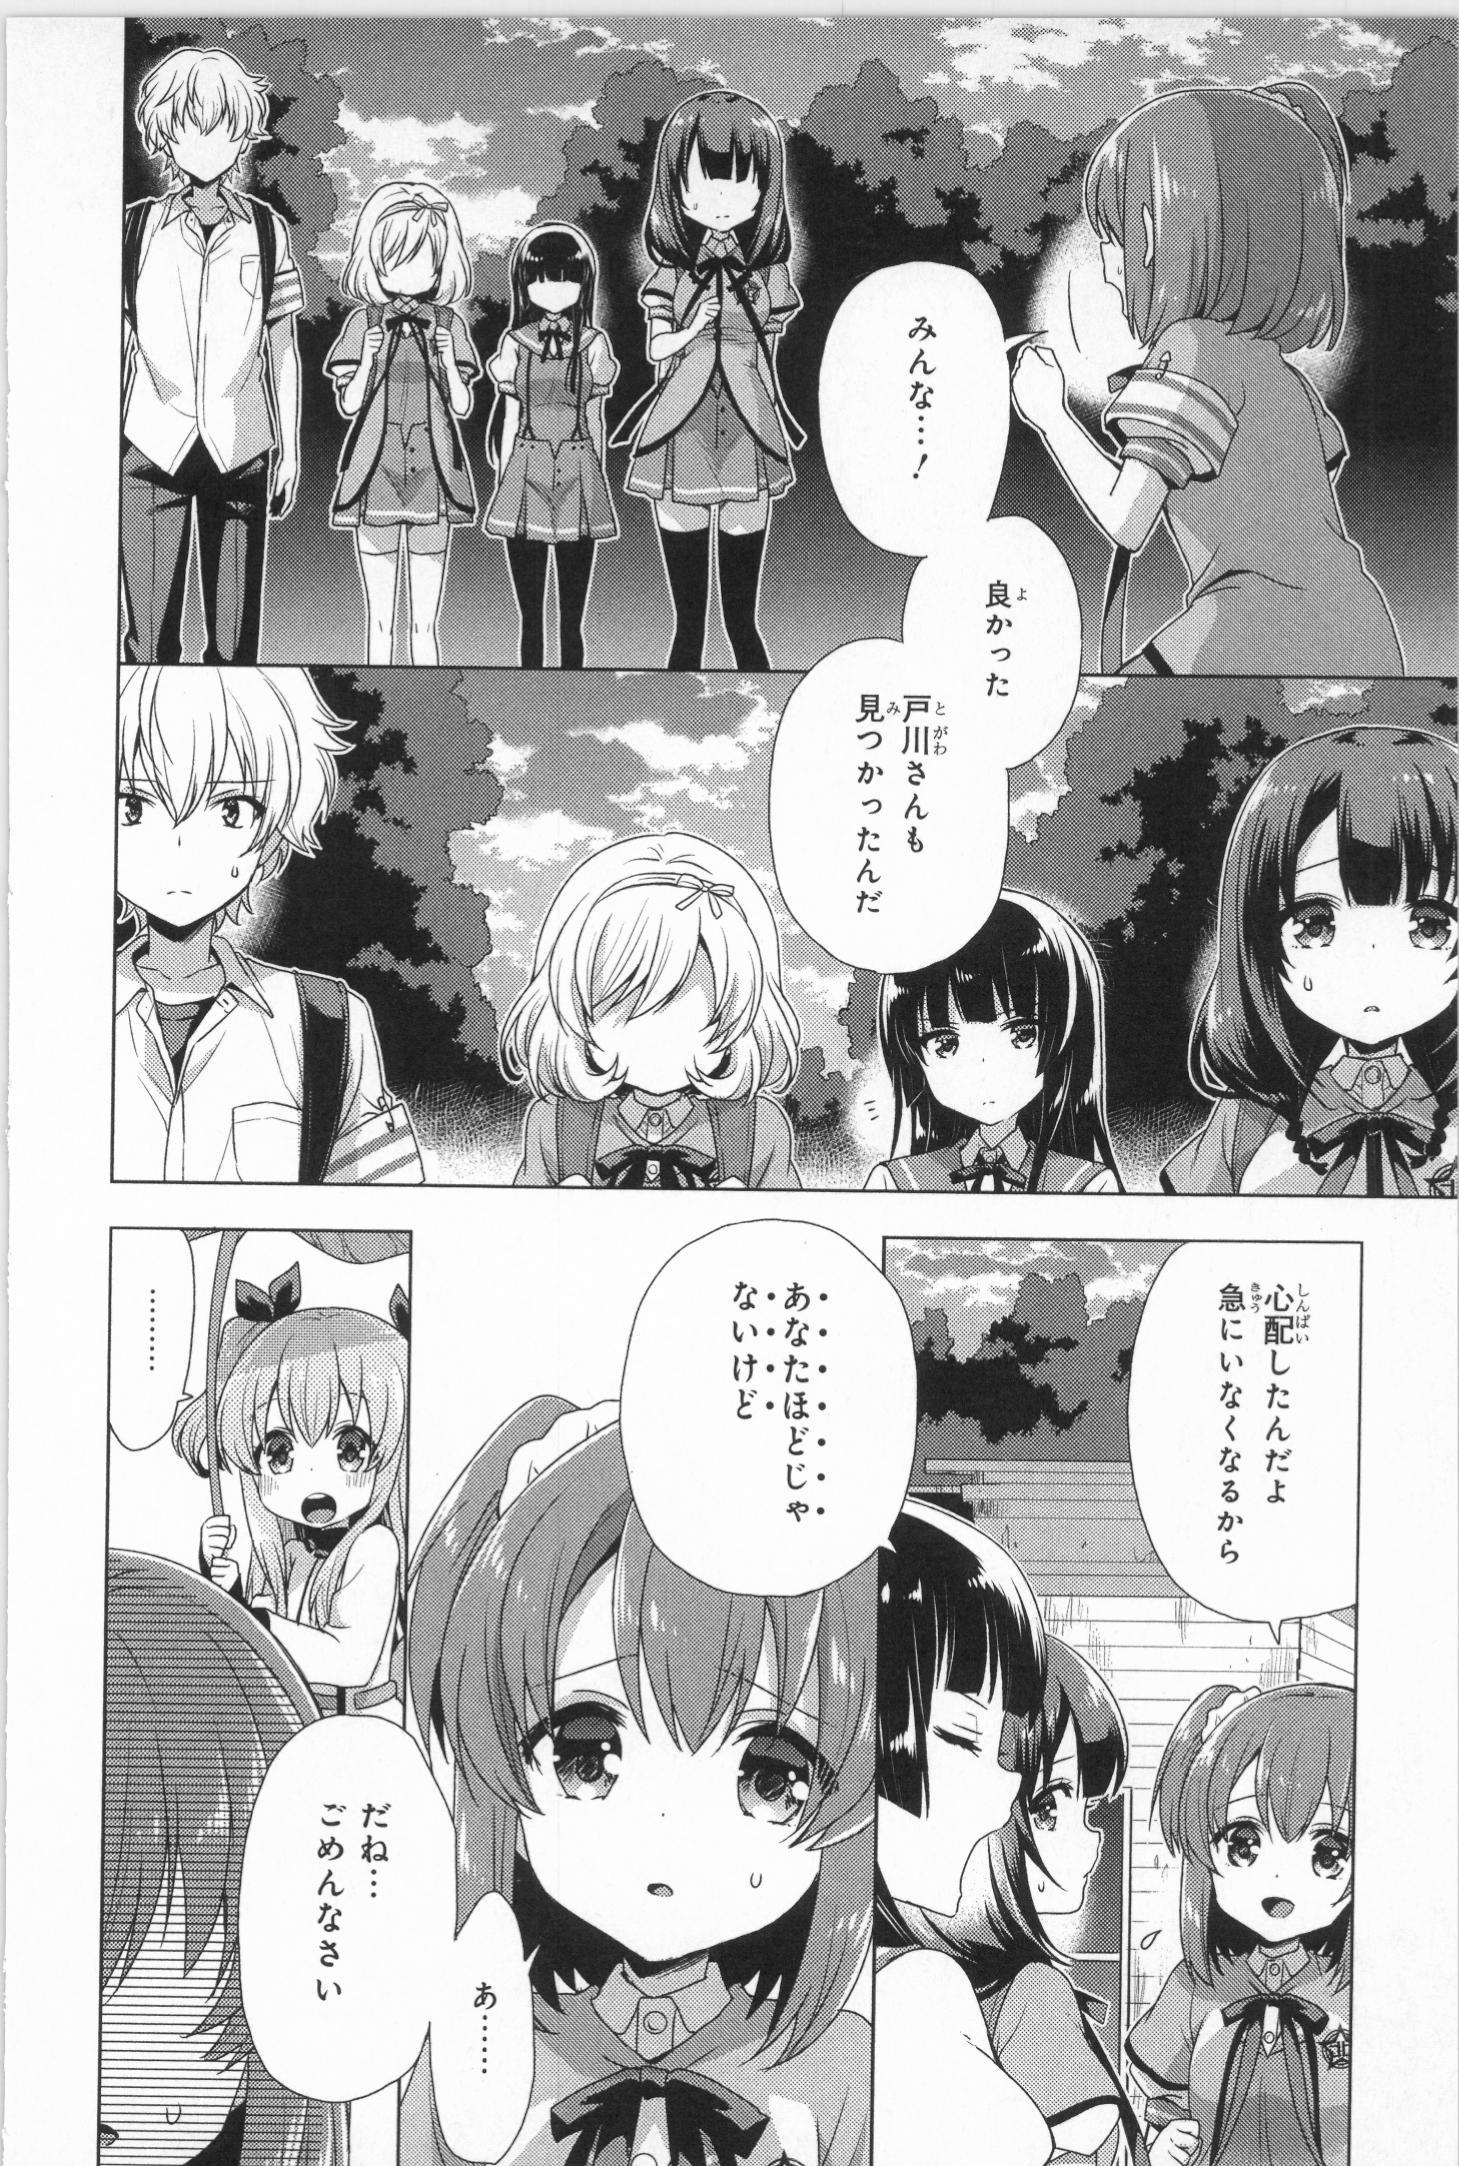 みんな…！
良かった
戸川さんも
見つかったんだ
心配したんだよ
急にいなくなるから
あなたほどじゃ
ないけど
あ……
だね…
ごめんなさい
………